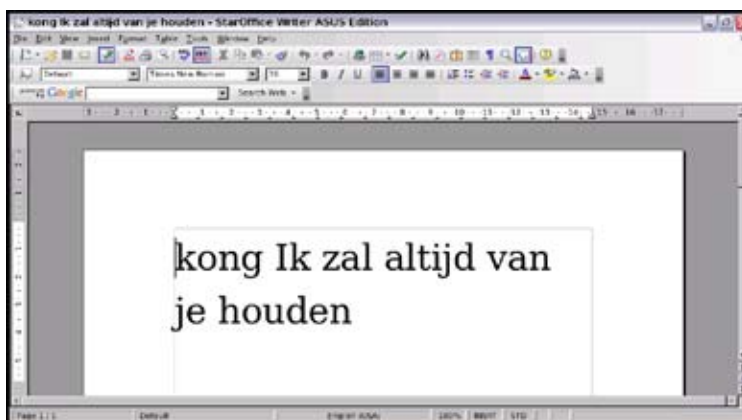 kong Ik zal altijd van je houden - StarOffice Writer ASUS Edition
File Edit View Insert Format Table Tools Window Help
Default Times New Roman B I U
Google Search Web
kong Ik zal altijd van
je houden
Page 1 / 1 Default English (USA) 100% INSRT STD